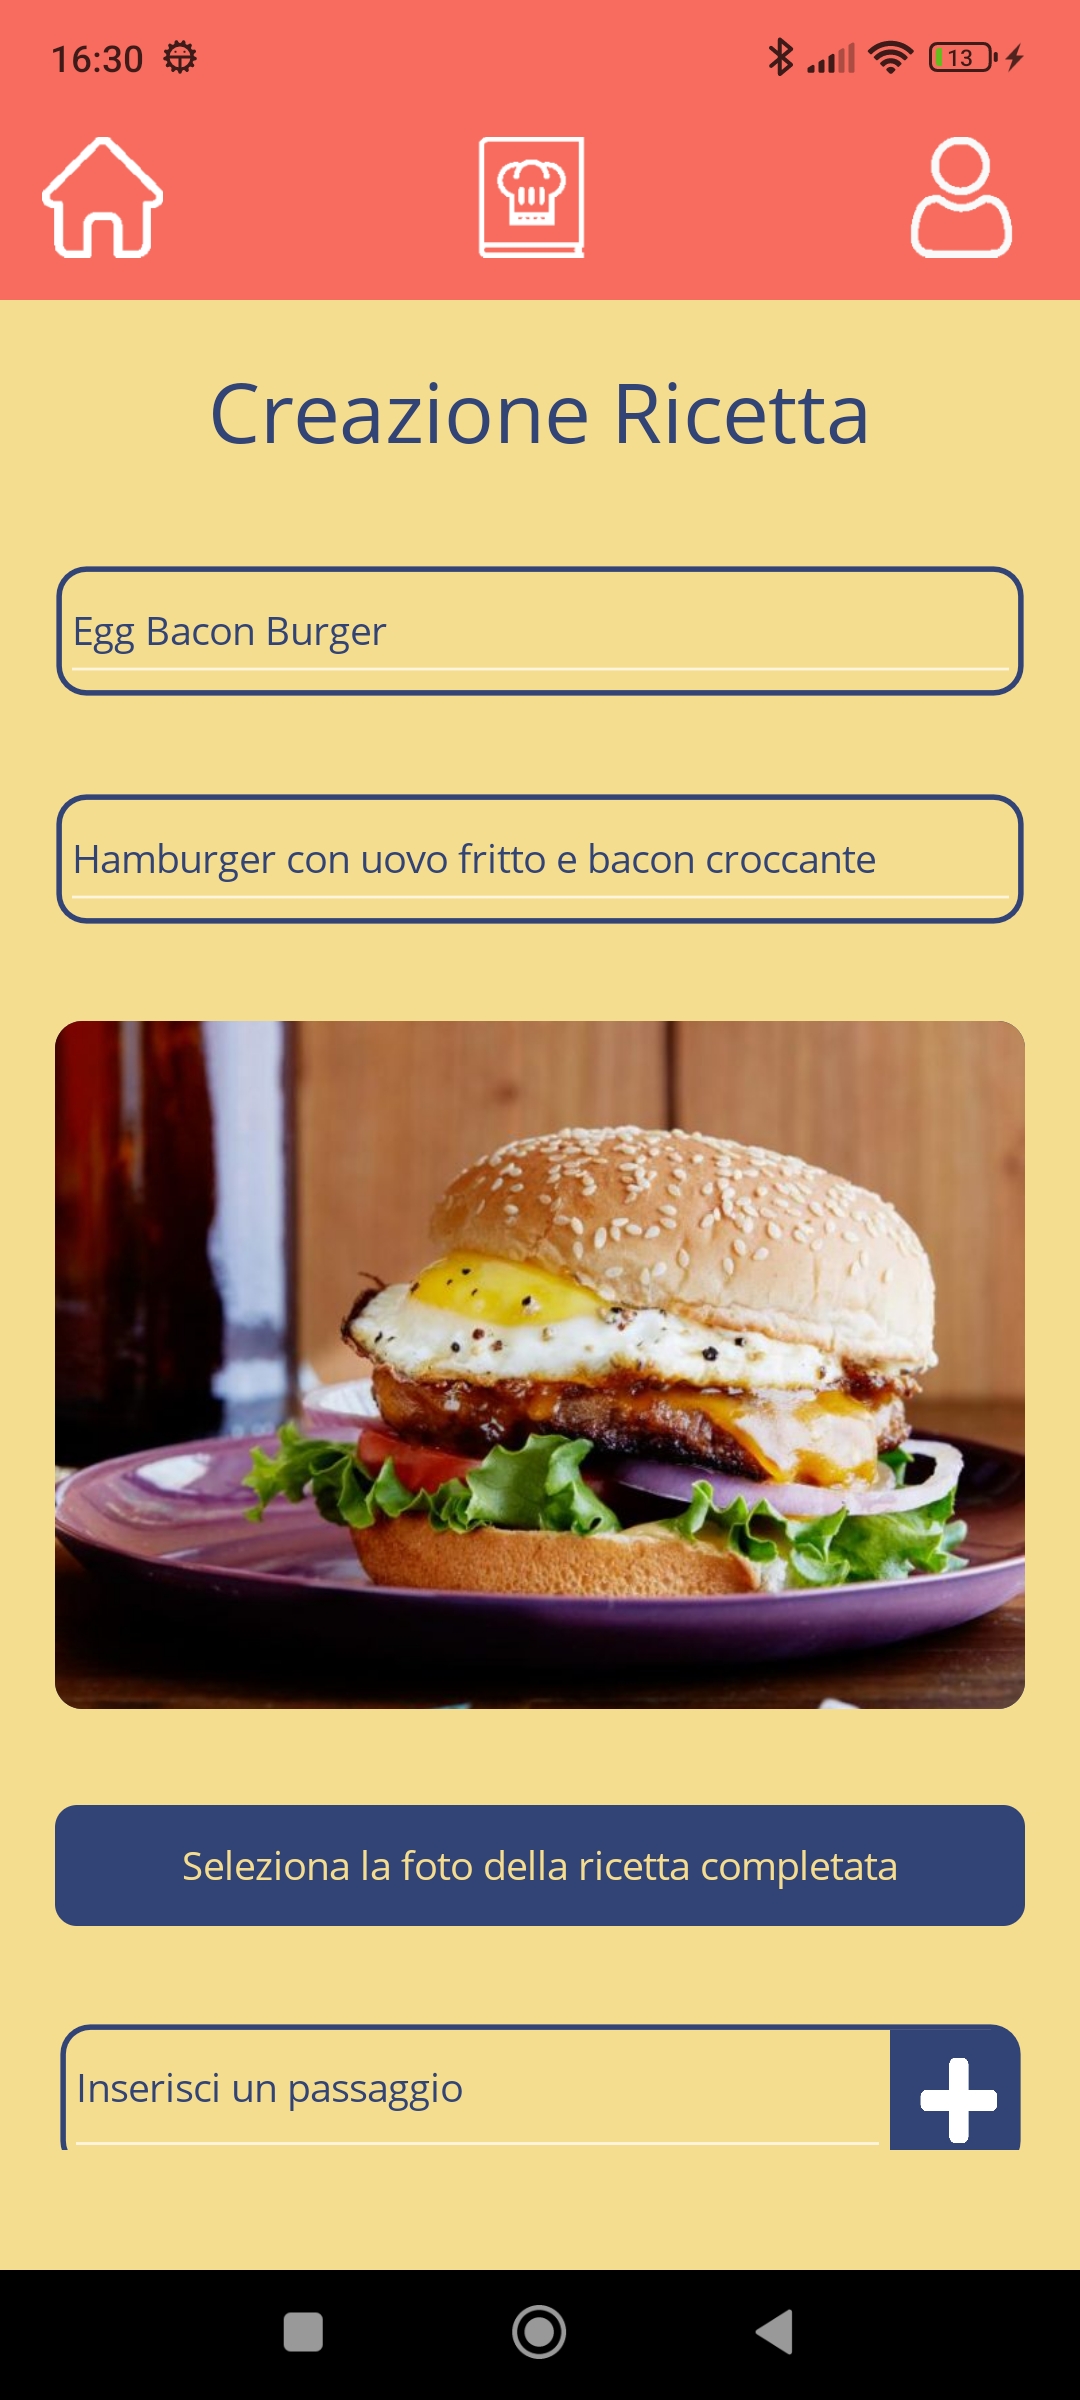 16:30
13
Creazione Ricetta
Egg Bacon Burger
Hamburger con uovo fritto e bacon croccante
Seleziona la foto della ricetta completata
Inserisci un passaggio